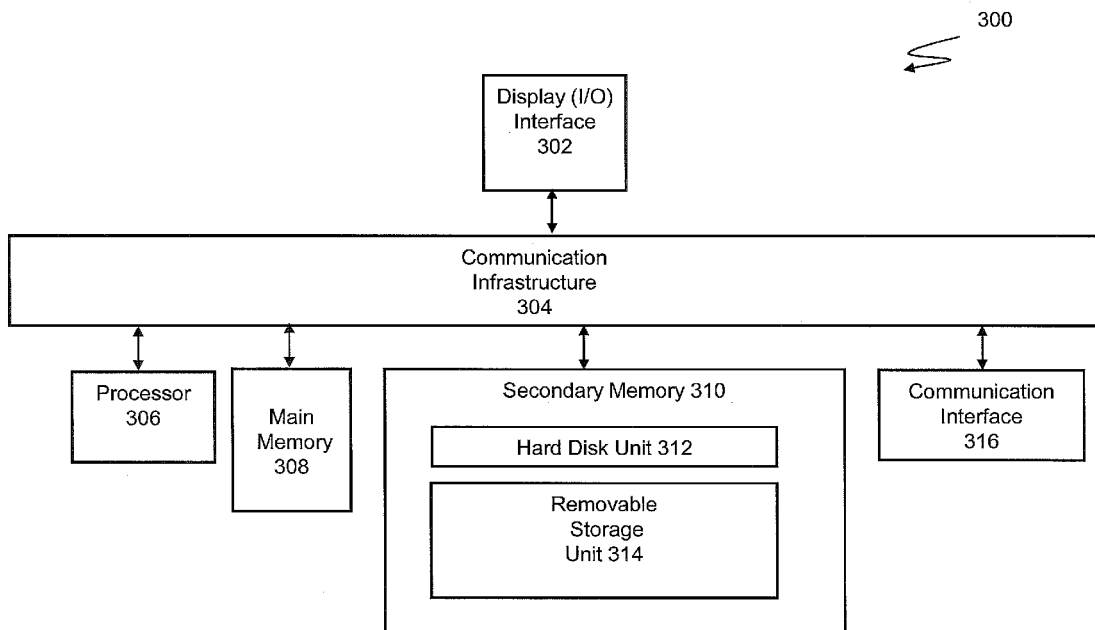 300
Display (I/O)
Interface
302
Communication
Infrastructure
304
Processor
306
Main
Memory
308
Secondary Memory 310
Hard Disk Unit 312
Removable
Storage
Unit 314
Communication
Interface
316